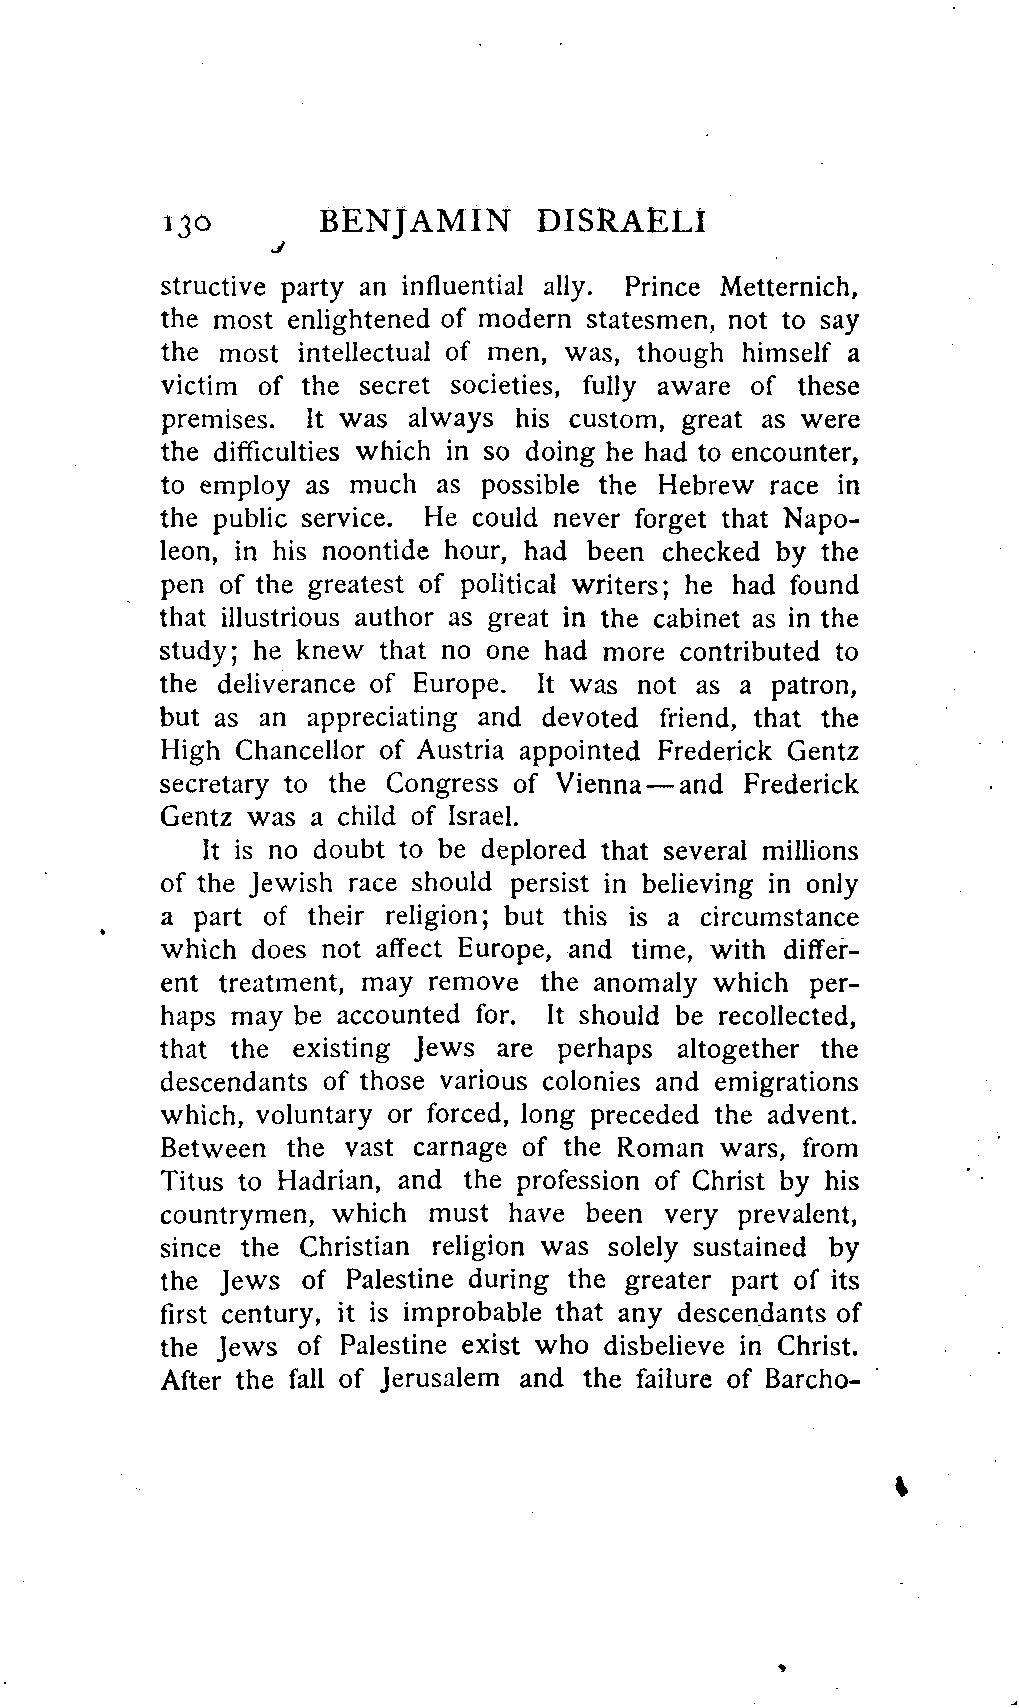 130 BENJAMIN DISRAELI
structive party an influential ally. Prince Metternich,
the most enlightened of modern statesmen, not to say
the most intellectual of men, was, though himself a
victim of the secret societies, fully aware of these
premises. It was always his custom, great as were
the difficulties which in so doing he had to encounter,
to employ as much as possible the Hebrew race in
the public service. He could never forget that Napo-
leon, in his noontide hour, had been checked by the
pen of the greatest of political writers; he had found
that illustrious author as great in the cabinet as in the
study; he knew that no one had more contributed to
the deliverance of Europe. It was not as a patron,
but as an appreciating and devoted friend, that the
High Chancellor of Austria appointed Frederick Gentz
secretary to the Congress of Vienna—and Frederick
Gentz was a child of Israel.
It is no doubt to be deplored that several millions
of the Jewish race should persist in believing in only
a part of their religion; but this is a circumstance
which does not affect Europe, and time, with differ-
ent treatment, may remove the anomaly which per-
haps may be accounted for. It should be recollected,
that the existing Jews are perhaps altogether the
descendants of those various colonies and emigrations
which, voluntary or forced, long preceded the advent.
Between the vast carnage of the Roman wars, from
Titus to Hadrian, and the profession of Christ by his
countrymen, which must have been very prevalent,
since the Christian religion was solely sustained by
the Jews of Palestine during the greater part of its
first century, it is improbable that any descendants of
the Jews of Palestine exist who disbelieve in Christ.
After the fall of Jerusalem and the failure of Barcho-